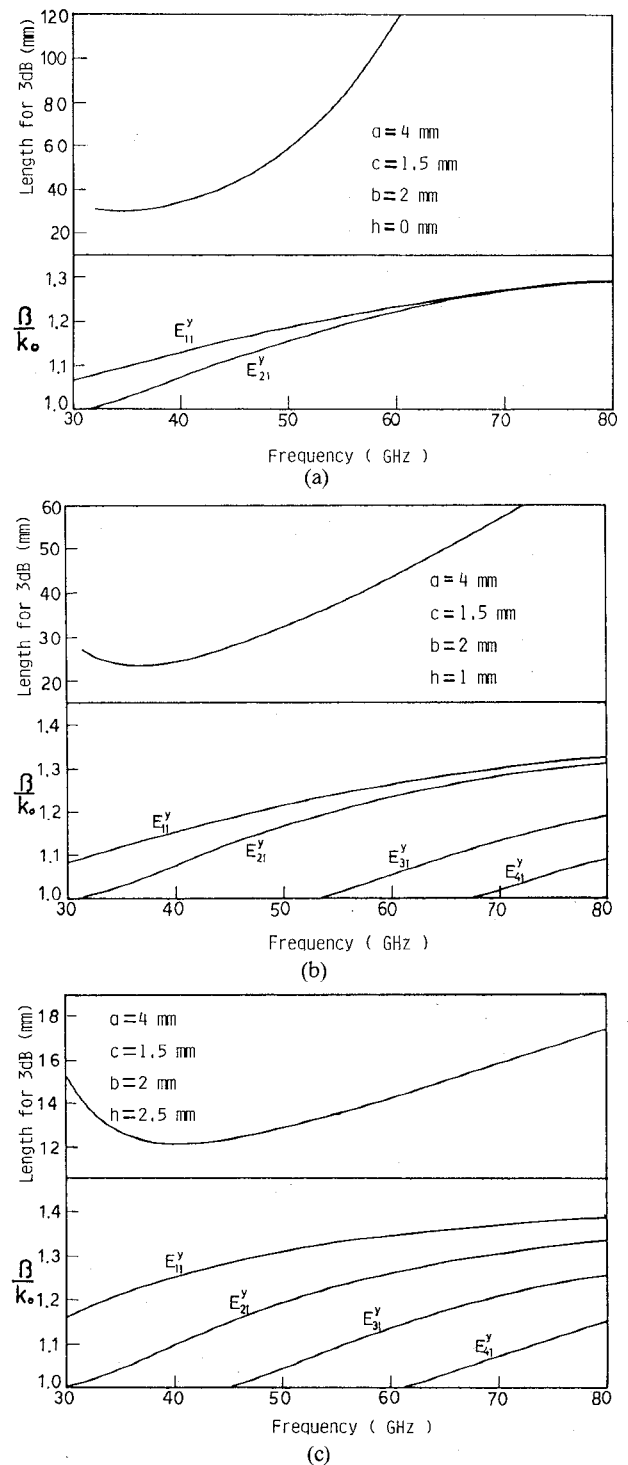 Length for 3dB (mm)
120
100
80
60
40
20
a=4 mm
c=1.5 mm
b=2 mm
h=0 mm
β/k₀
1.3
1.2
1.1
1.0
E₁₁ʸ
E₂₁ʸ
30 40 50 60 70 80
Frequency ( GHz )
(a)
Length for 3dB (mm)
60
50
40
30
20
a=4 mm
c=1.5 mm
b=2 mm
h=1 mm
β/k₀
1.4
1.3
1.2
1.1
1.0
E₁₁ʸ
E₂₁ʸ
E₃₁ʸ
E₄₁ʸ
30 40 50 60 70 80
Frequency ( GHz )
(b)
Length for 3dB (mm)
18
16
14
12
a=4 mm
c=1.5 mm
b=2 mm
h=2.5 mm
β/k₀
1.4
1.3
1.2
1.1
1.0
E₁₁ʸ
E₂₁ʸ
E₃₁ʸ
E₄₁ʸ
30 40 50 60 70 80
Frequency ( GHz )
(c)